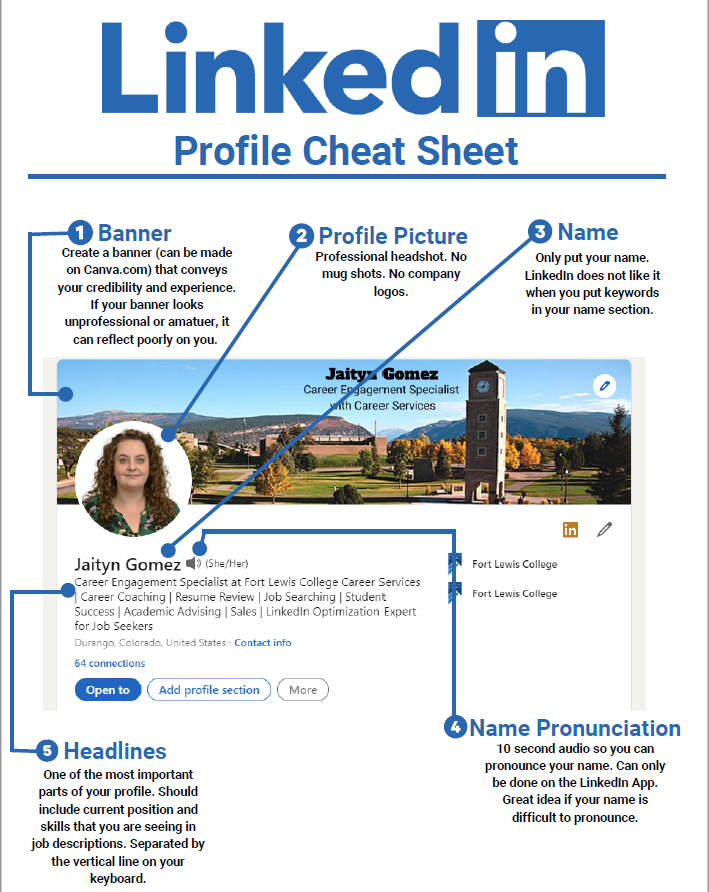 Linked in
Profile Cheat Sheet
1 Banner
Create a banner (can be made
on Canva.com) that conveys
your credibility and experience.
If your banner looks
unprofessional or amatuer, it
can reflect poorly on you.
2 Profile Picture
Professional headshot. No
mug shots. No company
logos.
3 Name
Only put your name.
LinkedIn does not like it
when you put keywords
in your name section.
Jaityn Gomez
Career Engagement Specialist
with Career Services
in
Jaityn Gomez (She/Her)
Career Engagement Specialist at Fort Lewis College Career Services
| Career Coaching | Resume Review | Job Searching | Student
Success | Academic Advising | Sales | LinkedIn Optimization Expert
for Job Seekers
Durango, Colorado, United States · Contact info
64 connections
Open to
Add profile section
More
Fort Lewis College
Fort Lewis College
4 Name Pronunciation
10 second audio so you can
pronounce your name. Can only
be done on the LinkedIn App.
Great idea if your name is
difficult to pronounce.
5 Headlines
One of the most important
parts of your profile. Should
include current position and
skills that you are seeing in
job descriptions. Separated by
the vertical line on your
keyboard.